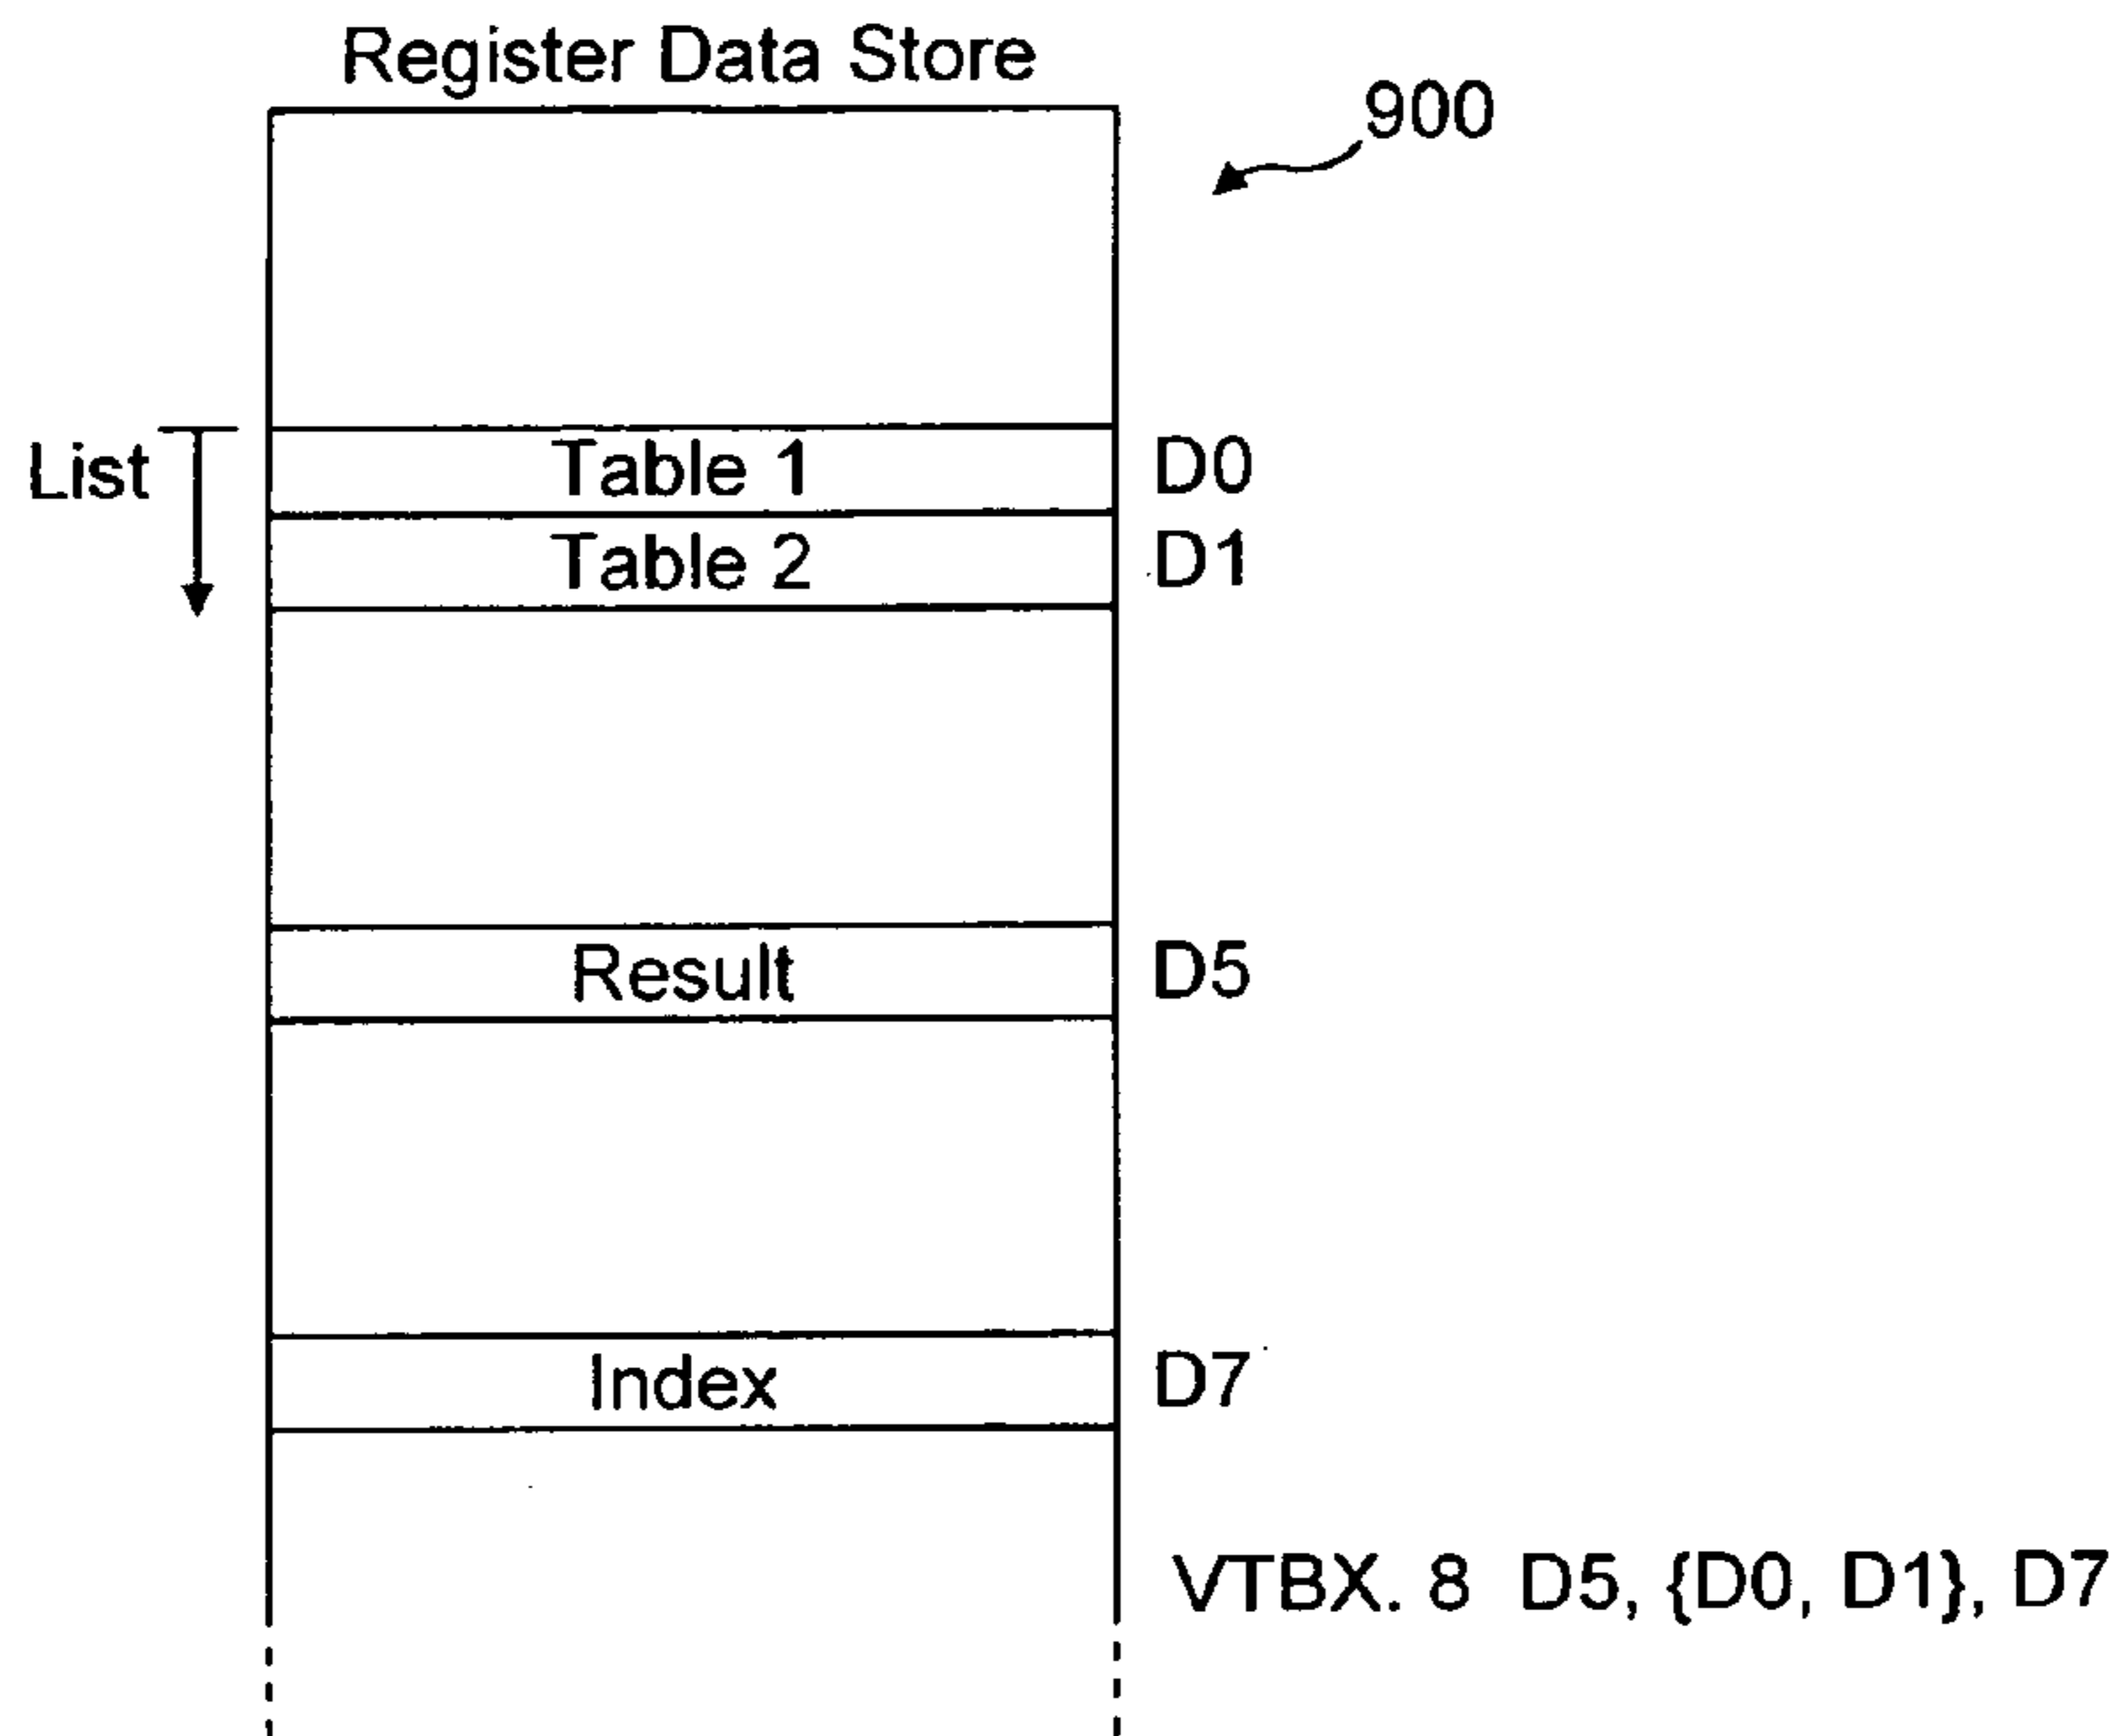 Register Data Store
900
List
Table 1 D0
Table 2 D1
Result D5
Index D7
VTBX. 8 D5, {D0, D1}, D7